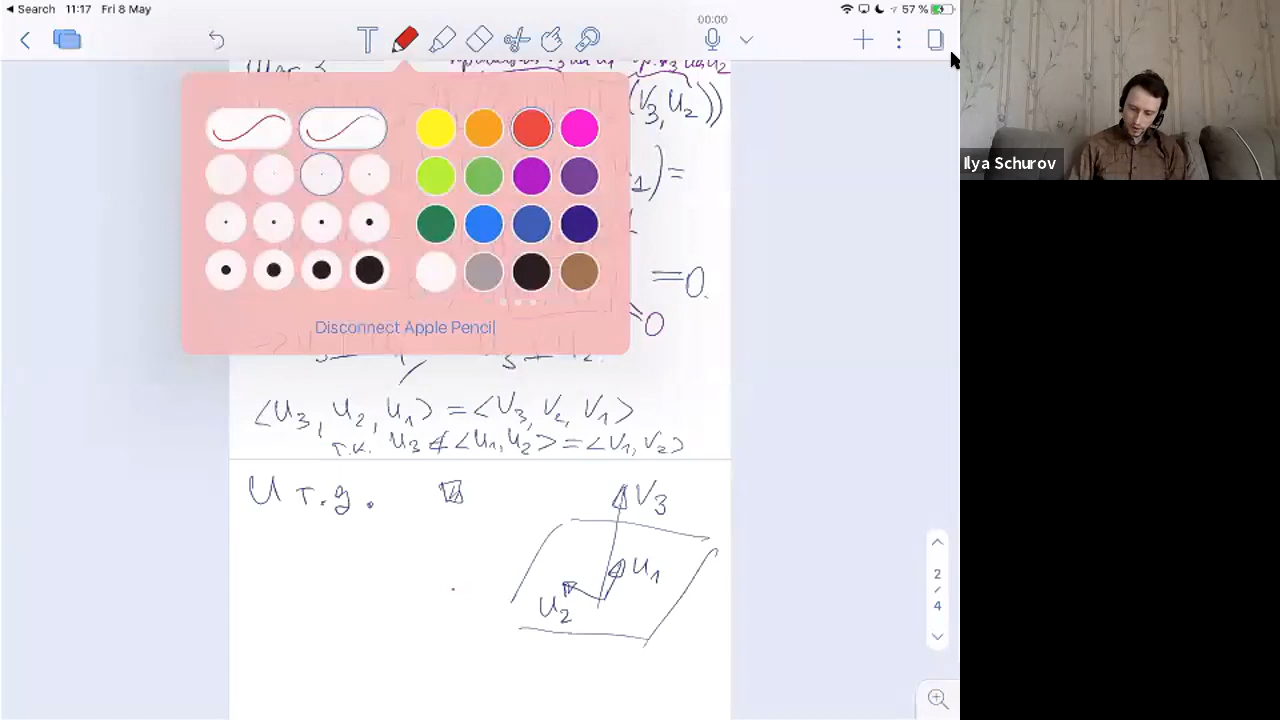 Search 11:17 Fri 8 May 57 %
00:00
T
V₃, U₂))
₁) =
= 0.
0
Disconnect Apple Pencil
⟨U₃, U₂, U₁⟩ = ⟨V₃, V₂, V₁⟩
т.к. U₃ ∉ ⟨U₁, U₂⟩ = ⟨V₁, V₂⟩
И т.д.
V₃
U₁
U₂
2
/
4
Ilya Schurov